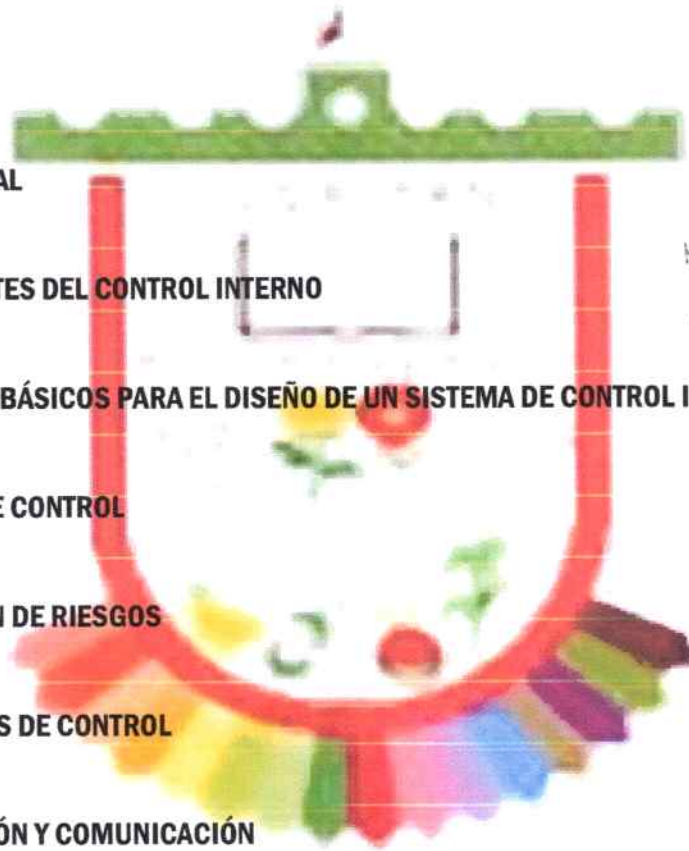 AL
TES DEL CONTROL INTERNO
BÁSICOS PARA EL DISEÑO DE UN SISTEMA DE CONTROL I
E CONTROL
N DE RIESGOS
S DE CONTROL
ÓN Y COMUNICACIÓN